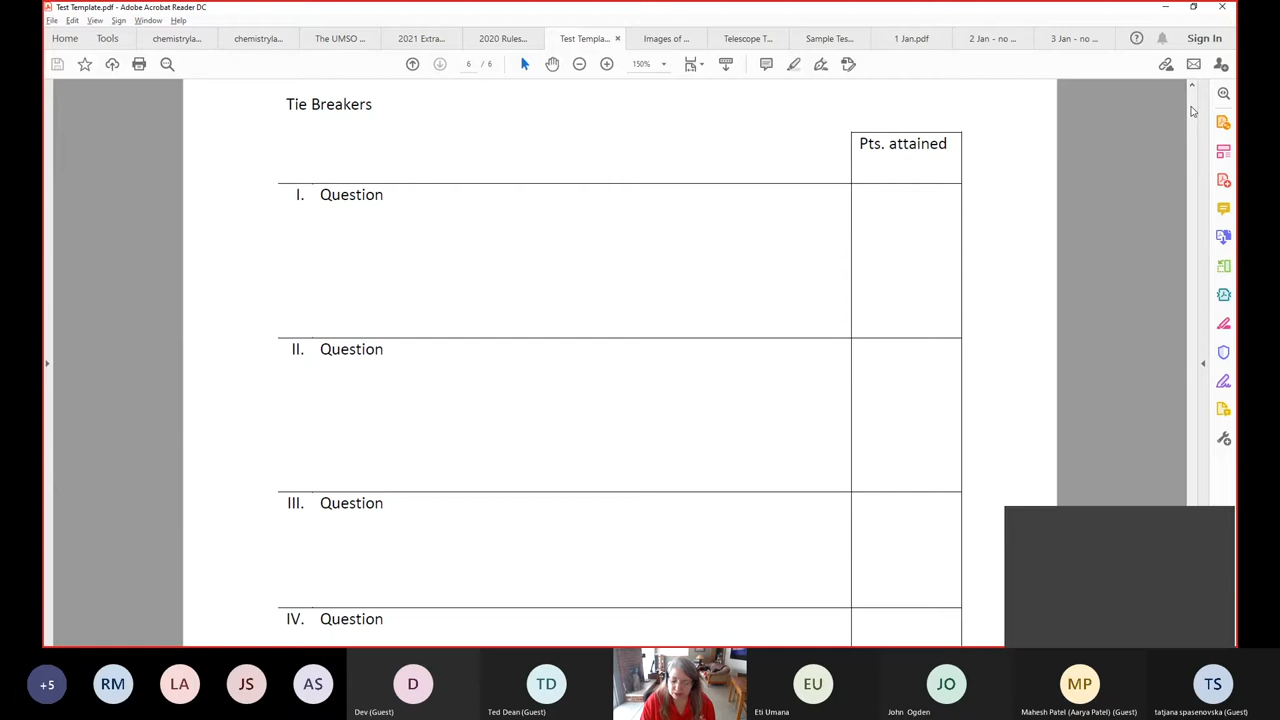 Test Template.pdf - Adobe Acrobat Reader DC
File Edit View Sign Window Help
Home Tools chemistryla... chemistryla... The UMSO ... 2021 Extra... 2020 Rules... Test Templa... × Images of ... Telescope T... Sample Tes... 1 Jan.pdf 2 Jan - no ... 3 Jan - no ... Sign In
6 / 6 150%
Tie Breakers
Pts. attained
I. Question
II. Question
III. Question
IV. Question
+5 RM LA JS AS D TD EU JO MP TS
Dev (Guest) Ted Dean (Guest) Eti Umana John Ogden Mahesh Patel (Aarya Patel) (Guest) tatjana spasenovska (Guest)